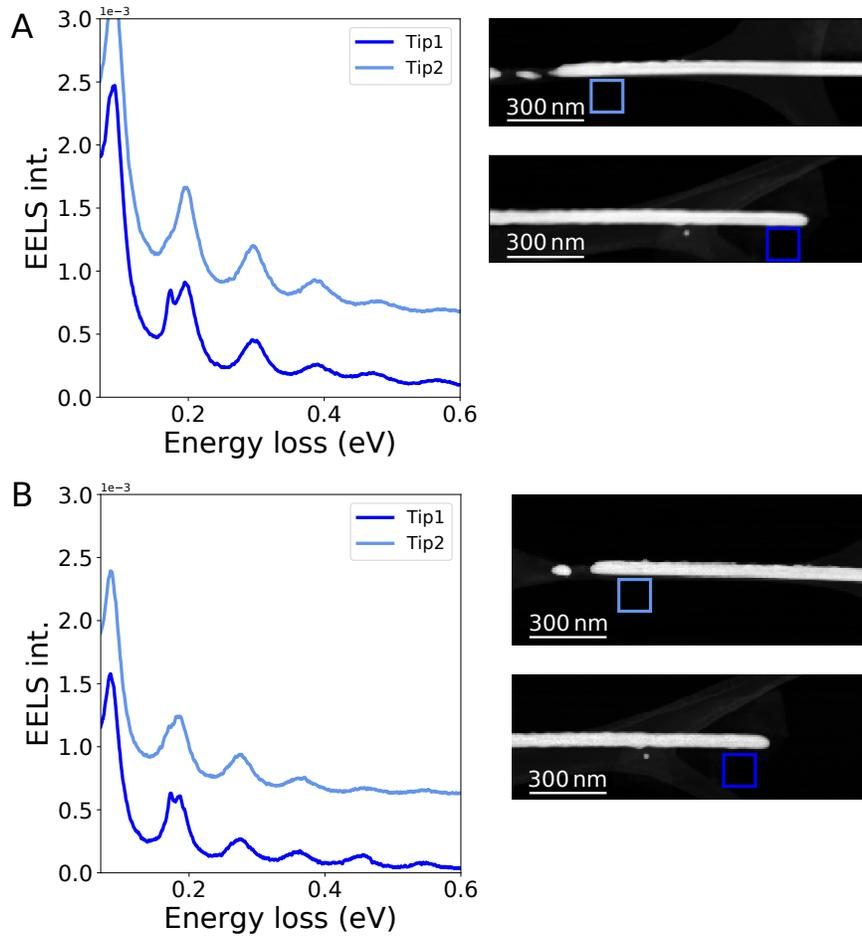 A
1e−3
3.0
2.5
2.0
1.5
1.0
0.5
0.0
EELS int.
Tip1
Tip2
0.2 0.4 0.6
Energy loss (eV)
300 nm
300 nm
B
1e−3
3.0
2.5
2.0
1.5
1.0
0.5
0.0
EELS int.
Tip1
Tip2
0.2 0.4 0.6
Energy loss (eV)
300 nm
300 nm